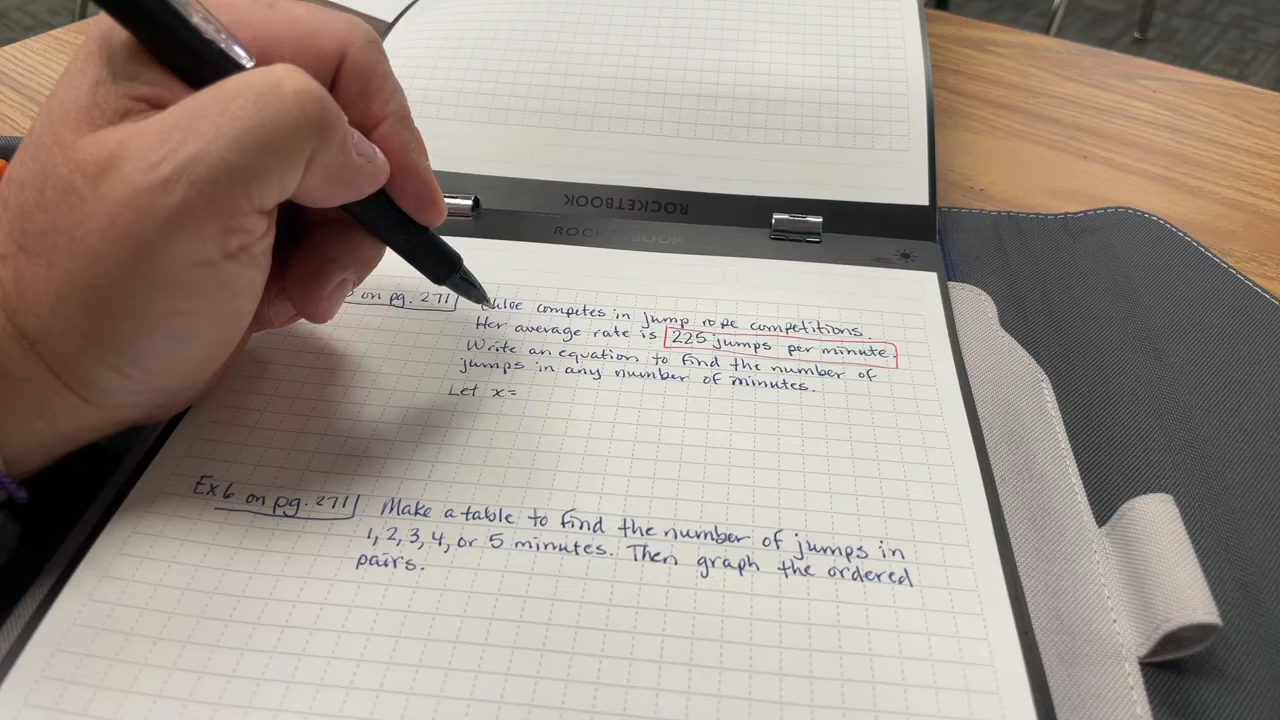 ROCKETBOOK
ROCKETBOOK
on pg. 271
Chloe competes in jump rope competitions.
Her average rate is 225 jumps per minute.
Write an equation to find the number of
jumps in any number of minutes.
Let x=
Ex 6 on pg. 271
Make a table to find the number of jumps in
1, 2, 3, 4, or 5 minutes. Then graph the ordered
pairs.